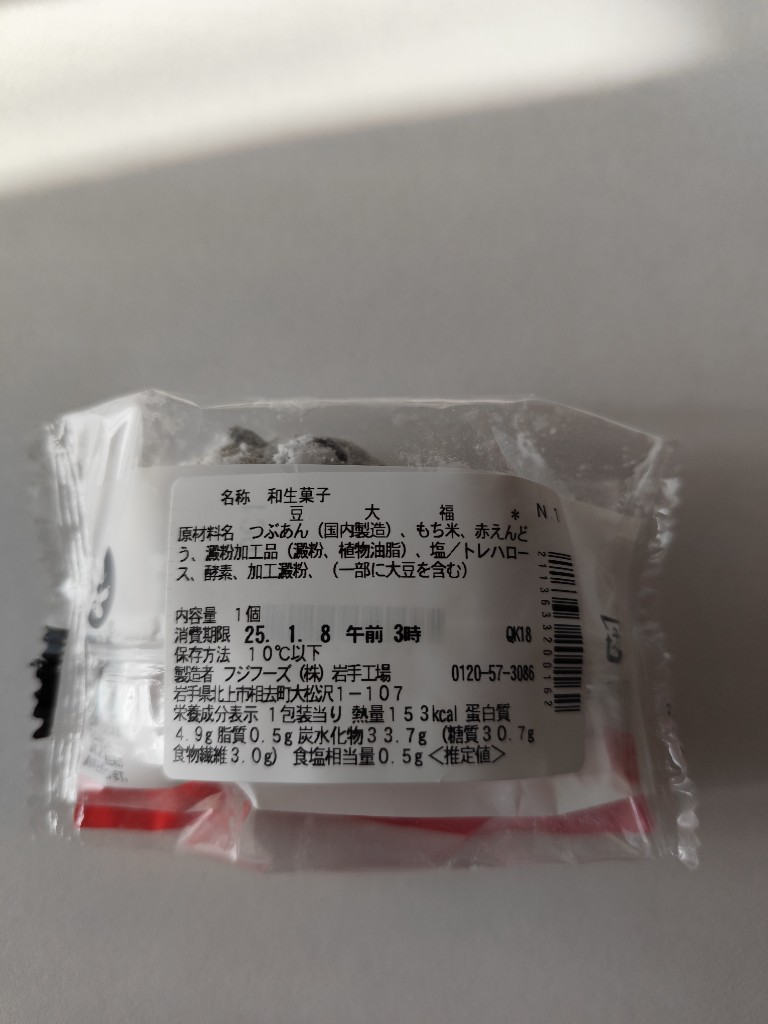 名称 和生菓子
豆 大 福 * N 1
原材料名 つぶあん（国内製造）、もち米、赤えんど
う、澱粉加工品（澱粉、植物油脂）、塩／トレハロー
ス、酵素、加工澱粉、（一部に大豆を含む）
内容量 1個
消費期限 25. 1. 8 午前 3時 QK18
保存方法 10℃以下
製造者 フジフーズ（株）岩手工場 0120-57-3086
岩手県北上市相去町大松沢1-107
栄養成分表示 1包装当り 熱量153kcal 蛋白質
4.9g 脂質0.5g 炭水化物33.7g （糖質30.7g
食物繊維3.0g） 食塩相当量0.5g＜推定値＞
2113633200162